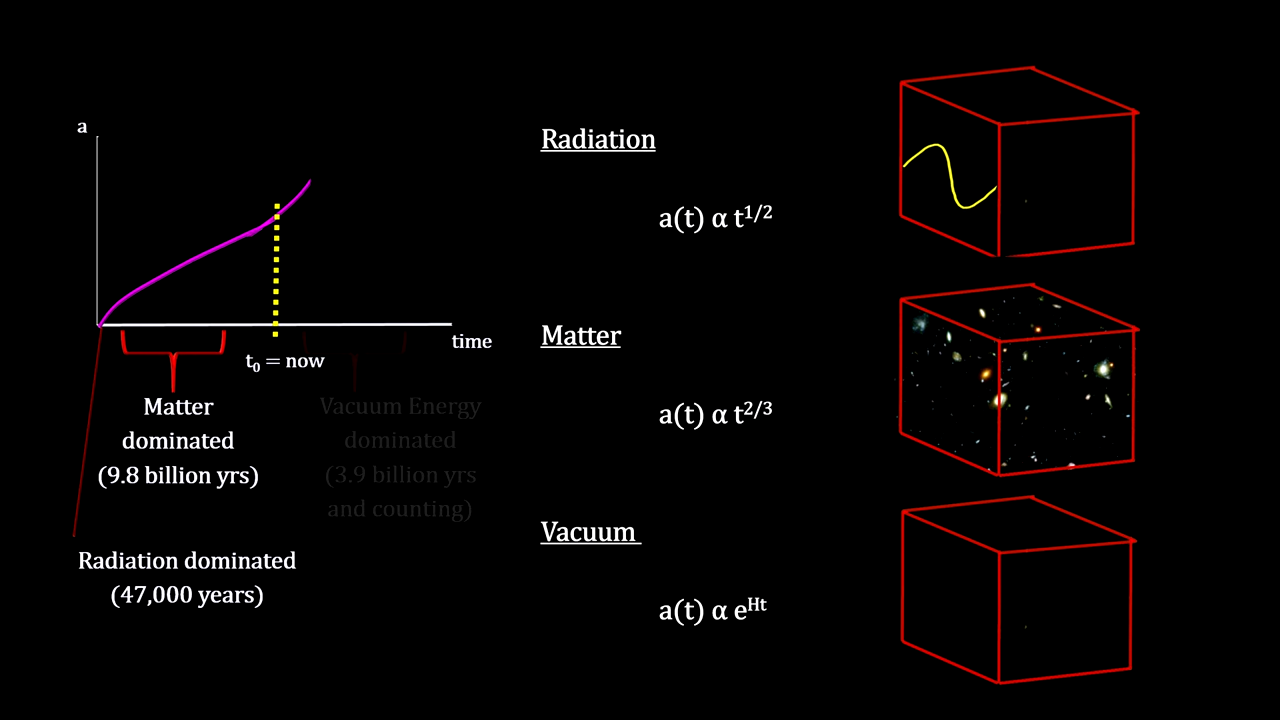 a
time
t₀ = now
Matter
dominated
(9.8 billion yrs)
Vacuum Energy
dominated
(3.9 billion yrs
and counting)
Radiation dominated
(47,000 years)
Radiation
a(t) α t^1/2
Matter
a(t) α t^2/3
Vacuum
a(t) α e^Ht